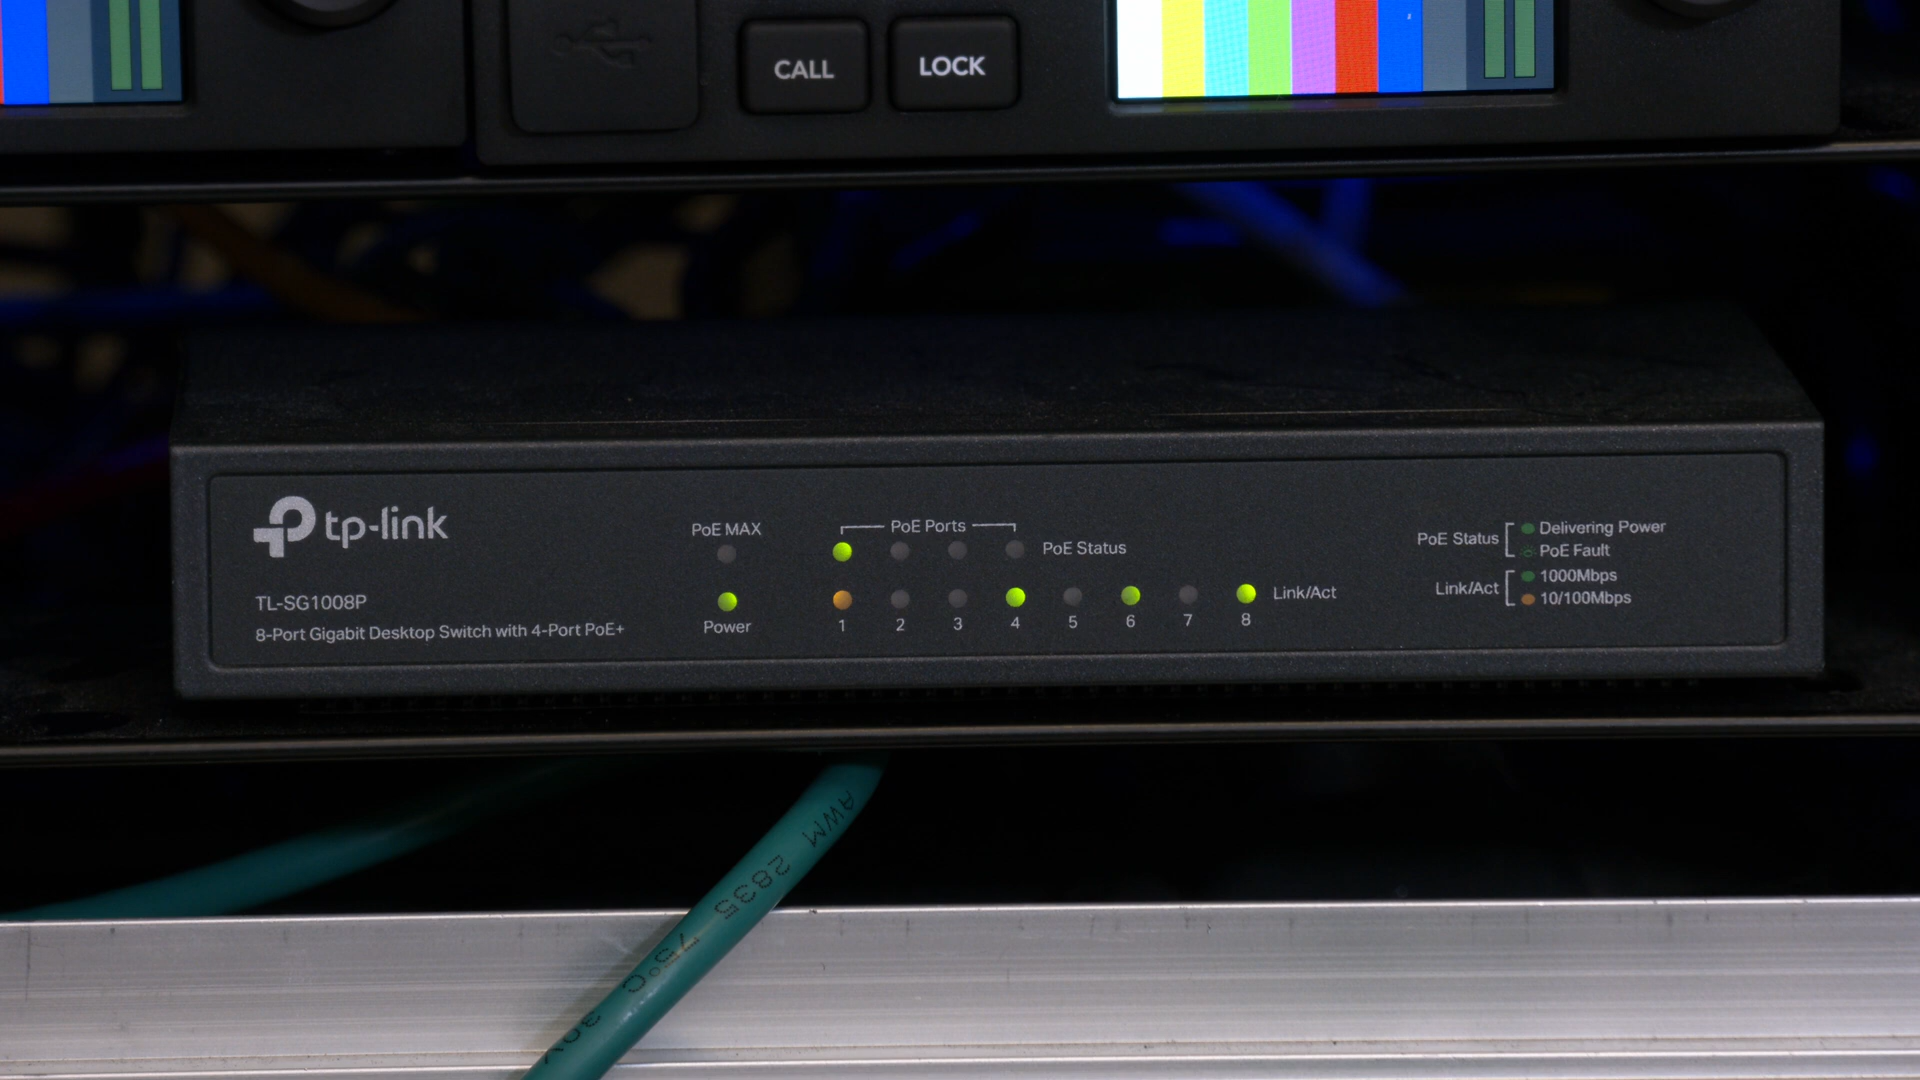 CALL
LOCK
tp-link
TL-SG1008P
8-Port Gigabit Desktop Switch with 4-Port PoE+
PoE MAX
Power
PoE Ports
PoE Status
1 2 3 4 5 6 7 8 Link/Act
PoE Status
Delivering Power
PoE Fault
Link/Act
1000Mbps
10/100Mbps
AWM 2835 75°C 30V